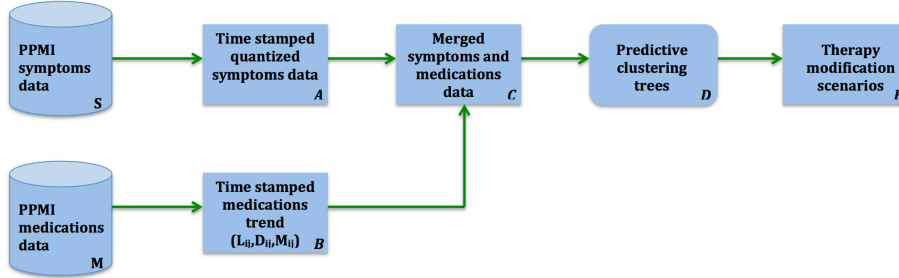 PPMI
symptoms
data
S
Time stamped
quantized
symptoms data
A
Merged
symptoms and
medications
data
C
Predictive
clustering
trees
D
Therapy
modification
scenarios
PPMI
medications
data
M
Time stamped
medications
trend
(Lij,Dij,Mij)
B